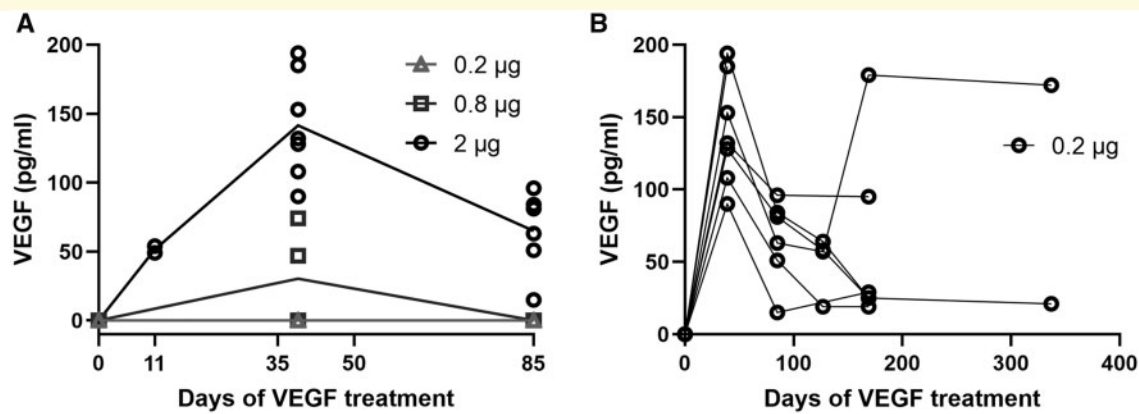 A
VEGF (pg/ml)
200
150
100
50
0
0 11 35 50 85
Days of VEGF treatment
0.2 µg
0.8 µg
2 µg
B
VEGF (pg/ml)
200
150
100
50
0
0 100 200 300 400
Days of VEGF treatment
0.2 µg